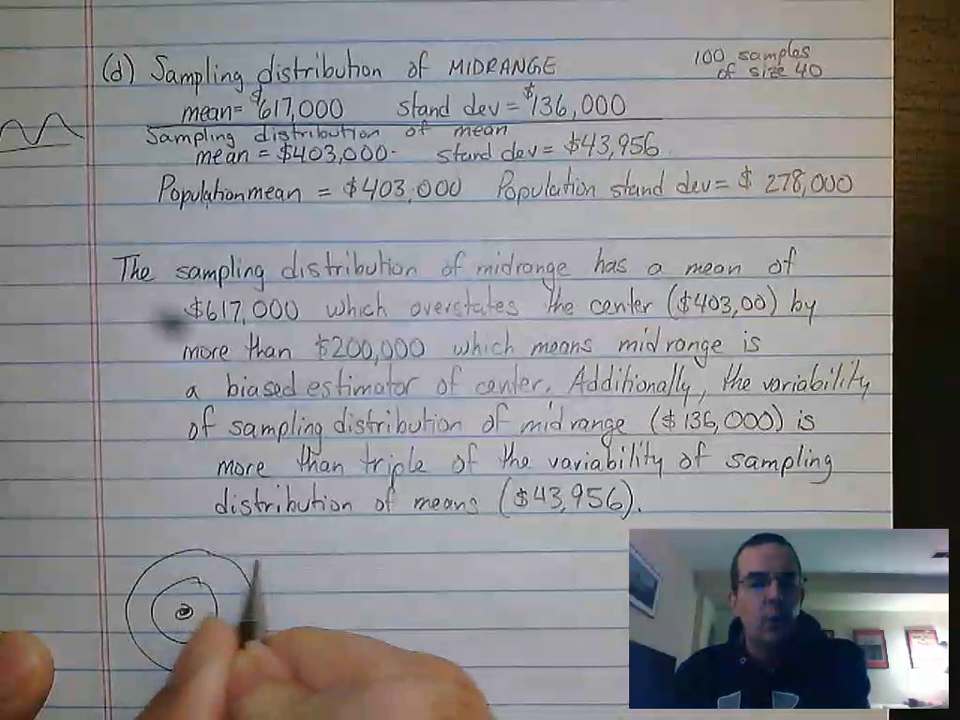 (d) Sampling distribution of MIDRANGE
100 samples
of size 40
mean= $617,000 stand dev = $136,000
Sampling distribution of mean
mean = $403,000 stand dev= $43,956
Population mean = $403,000 Population stand dev= $ 278,000
The sampling distribution of midrange has a mean of
$617,000 which overstates the center ($403,00) by
more than $200,000 which means midrange is
a biased estimator of center. Additionally, the variability
of sampling distribution of midrange ($136,000) is
more than triple of the variability of sampling
distribution of means ($43,956).